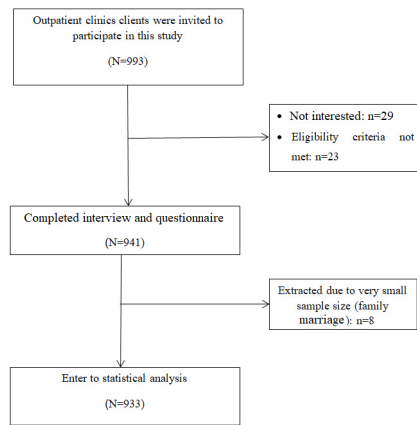 Outpatient clinics clients were invited to
participate in this study
(N=993)
• Not interested: n=29
• Eligibility criteria not
met: n=23
Completed interview and questionnaire
(N=941)
Extracted due to very small
sample size (family
marriage): n=8
Enter to statistical analysis
(N=933)